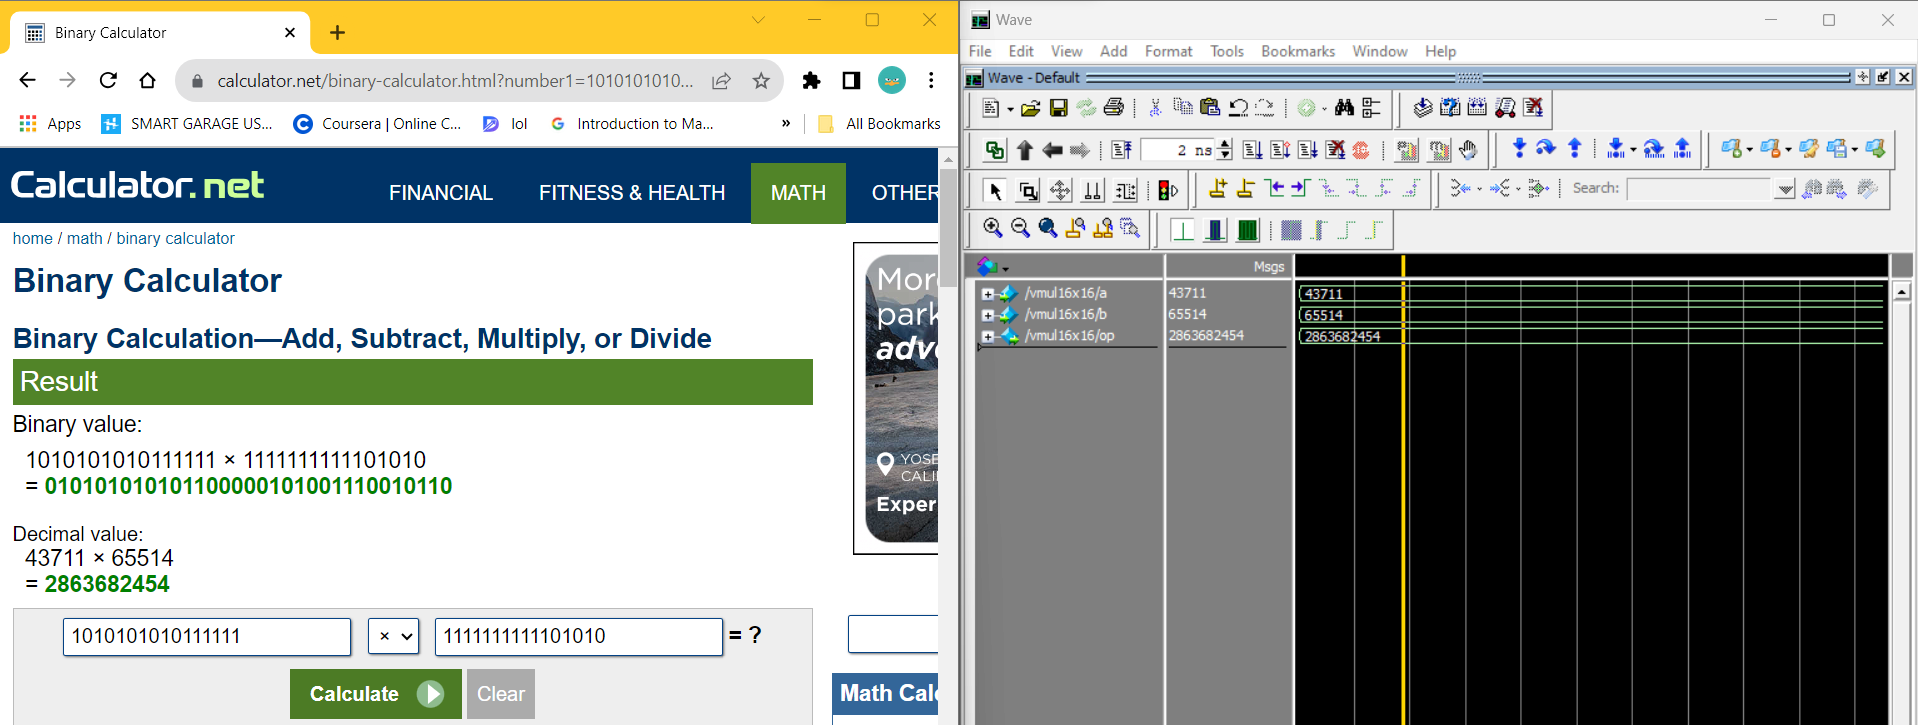 Binary Calculator
calculator.net/binary-calculator.html?number1=1010101010...
Apps
SMART GARAGE US...
Coursera | Online C...
lol
Introduction to Ma...
»
All Bookmarks
Calculator.net
FINANCIAL
FITNESS & HEALTH
MATH
OTHER
home / math / binary calculator
Binary Calculator
Binary Calculation—Add, Subtract, Multiply, or Divide
Result
Binary value:
1010101010111111 × 1111111111101010
= 01010101010110000010100111001​0110
Decimal value:
43711 × 65514
= 2863682454
1010101010111111
×
1111111111101010
= ?
Calculate
Clear
More
park
adve
YOSE
CALI
Exper
Math Calc
Wave
File Edit View Add Format Tools Bookmarks Window Help
Wave - Default
2 ns
Search:
Msgs
/vmul16x16/a 43711 43711
/vmul16x16/b 65514 65514
/vmul16x16/op 2863682454 2863682454